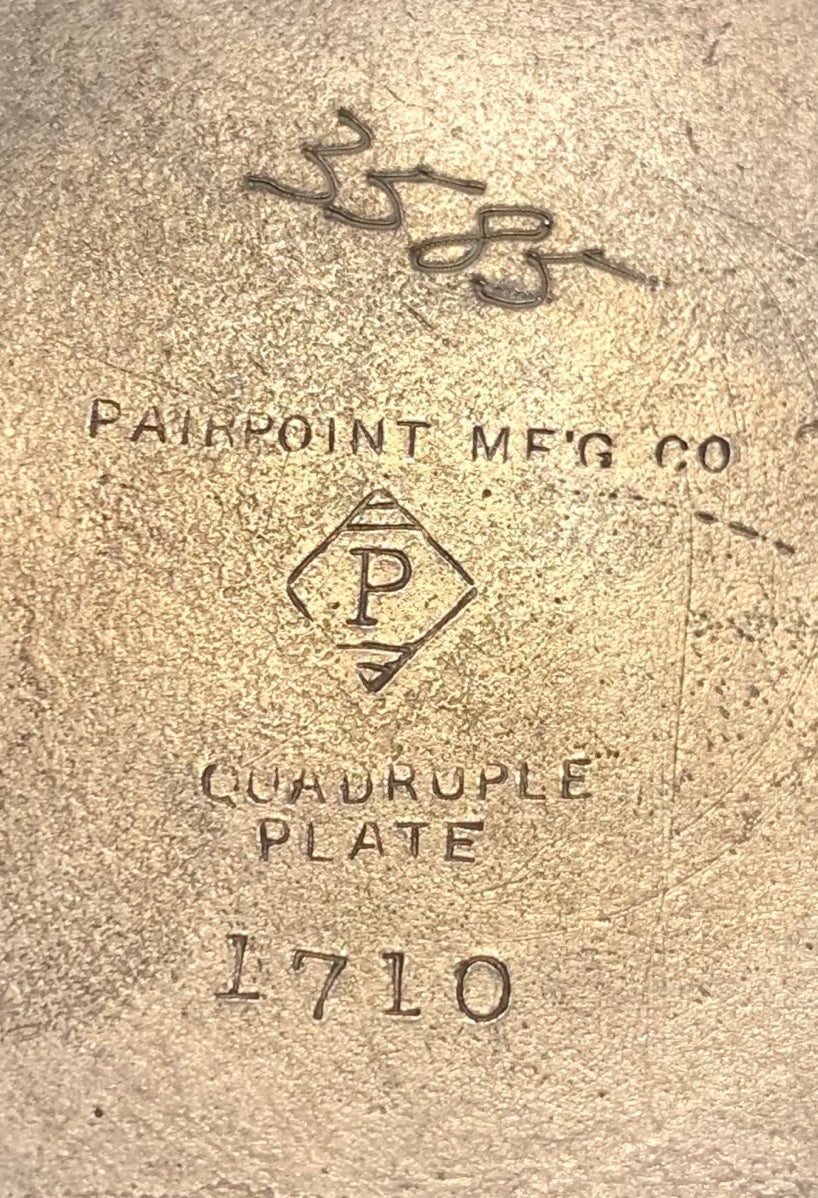 3585
PAIRPOINT MF'G CO
P
QUADRUPLE
PLATE
1710